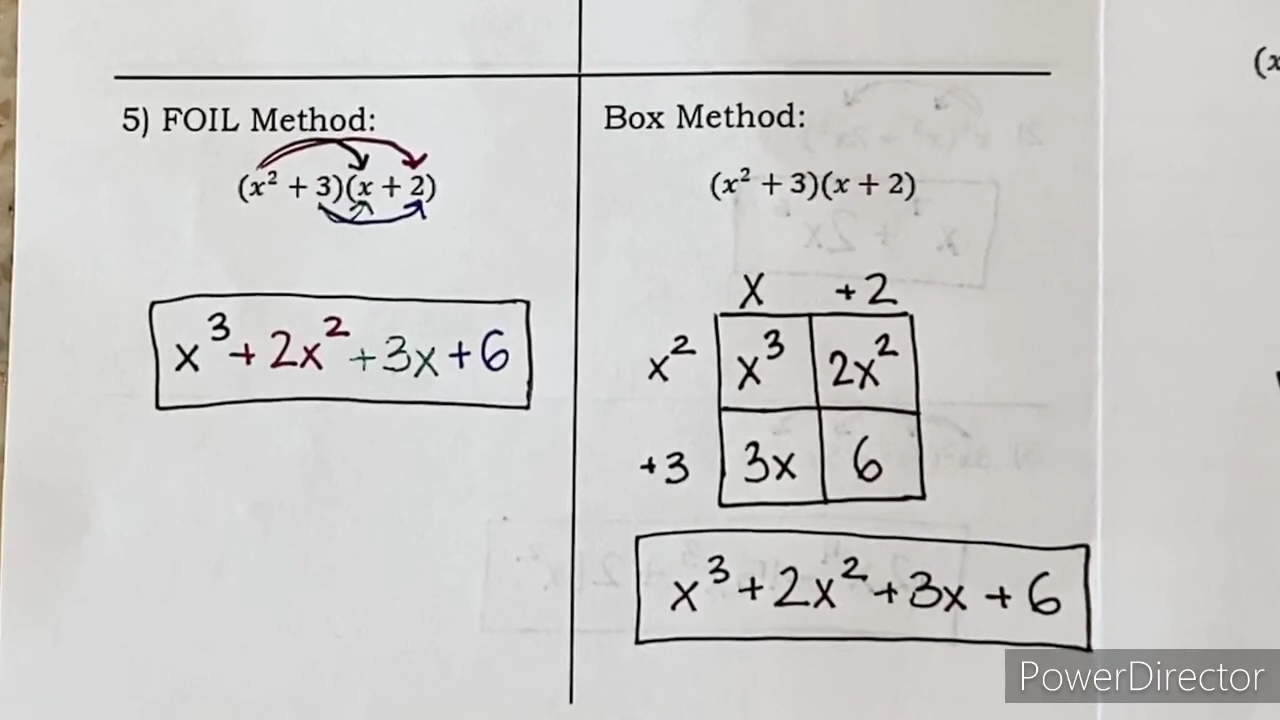 5) FOIL Method:
(x² + 3)(x + 2)
x³ + 2x² + 3x + 6
Box Method:
(x² + 3)(x + 2)
x +2
x² x³ 2x²
+3 3x 6
x³ + 2x² + 3x + 6
(x
PowerDirector